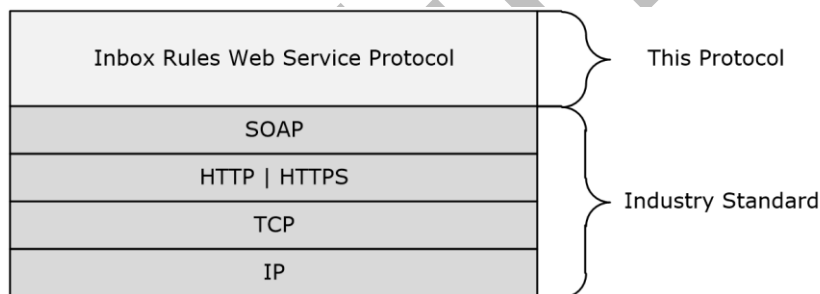 Inbox Rules Web Service Protocol
This Protocol
SOAP
HTTP | HTTPS
Industry Standard
TCP
IP